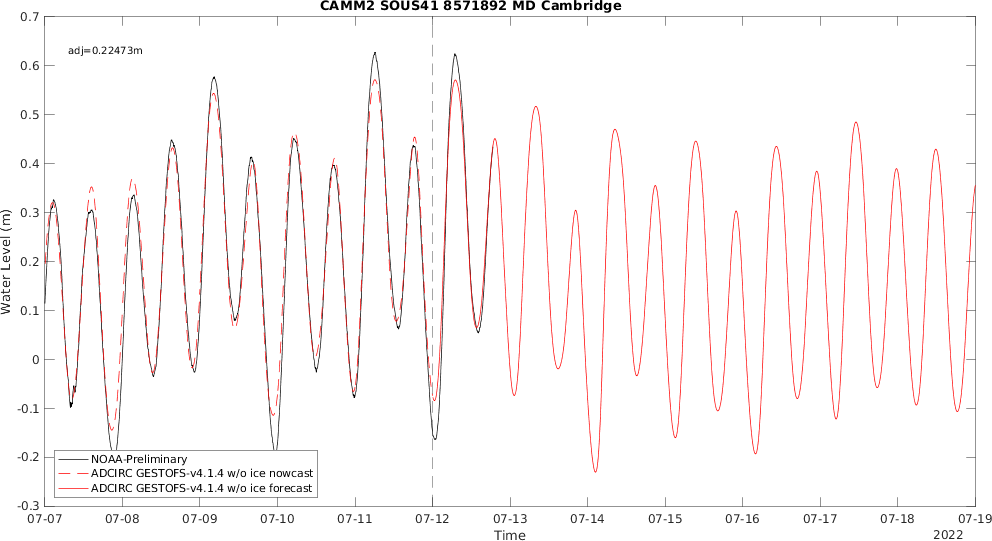 CAMM2 SOUS41 8571892 MD Cambridge
0.7
adj=0.22473m
0.6
0.5
0.4
0.3
0.2
0.1
0
-0.1
-0.2
-0.3
Water Level (m)
NOAA-Preliminary
ADCIRC GESTOFS-v4.1.4 w/o ice nowcast
ADCIRC GESTOFS-v4.1.4 w/o ice forecast
07-07 07-08 07-09 07-10 07-11 07-12 07-13 07-14 07-15 07-16 07-17 07-18 07-19
Time
2022